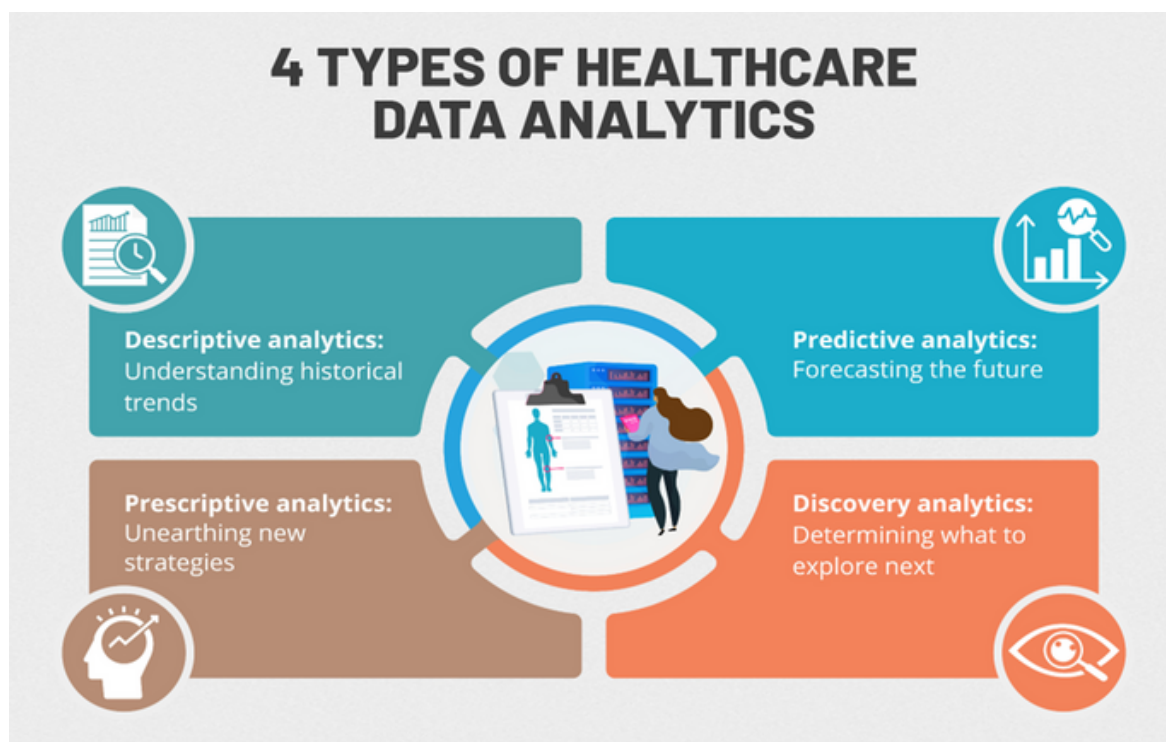 4 TYPES OF HEALTHCARE
DATA ANALYTICS
Descriptive analytics:
Understanding historical
trends
Predictive analytics:
Forecasting the future
Prescriptive analytics:
Unearthing new
strategies
Discovery analytics:
Determining what to
explore next